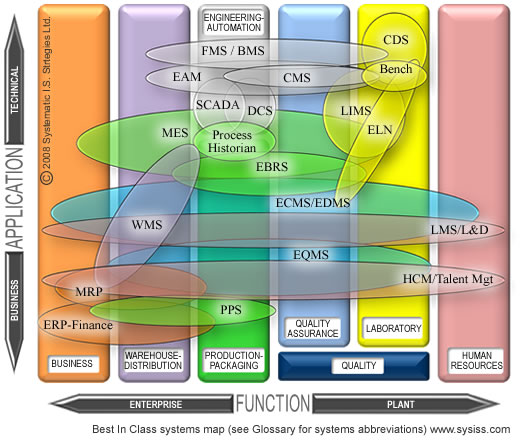 ENGINEERING-
AUTOMATION
CDS
FMS / BMS
Bench
EAM
CMS
SCADA
DCS
LIMS
MES
ELN
Process
Historian
EBRS
ECMS/EDMS
WMS
LMS/L&D
EQMS
HCM/Talent Mgt
MRP
PPS
ERP-Finance
BUSINESS
WAREHOUSE-
DISTRIBUTION
PRODUCTION-
PACKAGING
QUALITY
ASSURANCE
LABORATORY
QUALITY
HUMAN
RESOURCES
TECHNICAL
APPLICATION
BUSINESS
© 2008 Systematic I.S. Strtegies Ltd.
ENTERPRISE
FUNCTION
PLANT
Best In Class systems map (see Glossary for systems abbreviations) www.sysiss.com